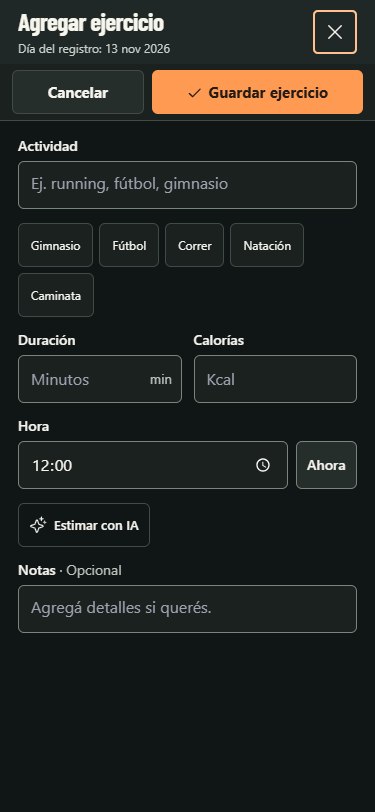 Agregar ejercicio
Día del registro: 13 nov 2026
Cancelar
Guardar ejercicio
Actividad
Ej. running, fútbol, gimnasio
Gimnasio Fútbol Correr Natación
Caminata
Duración Calorías
Minutos min Kcal
Hora
12:00 Ahora
Estimar con IA
Notas · Opcional
Agregá detalles si querés.